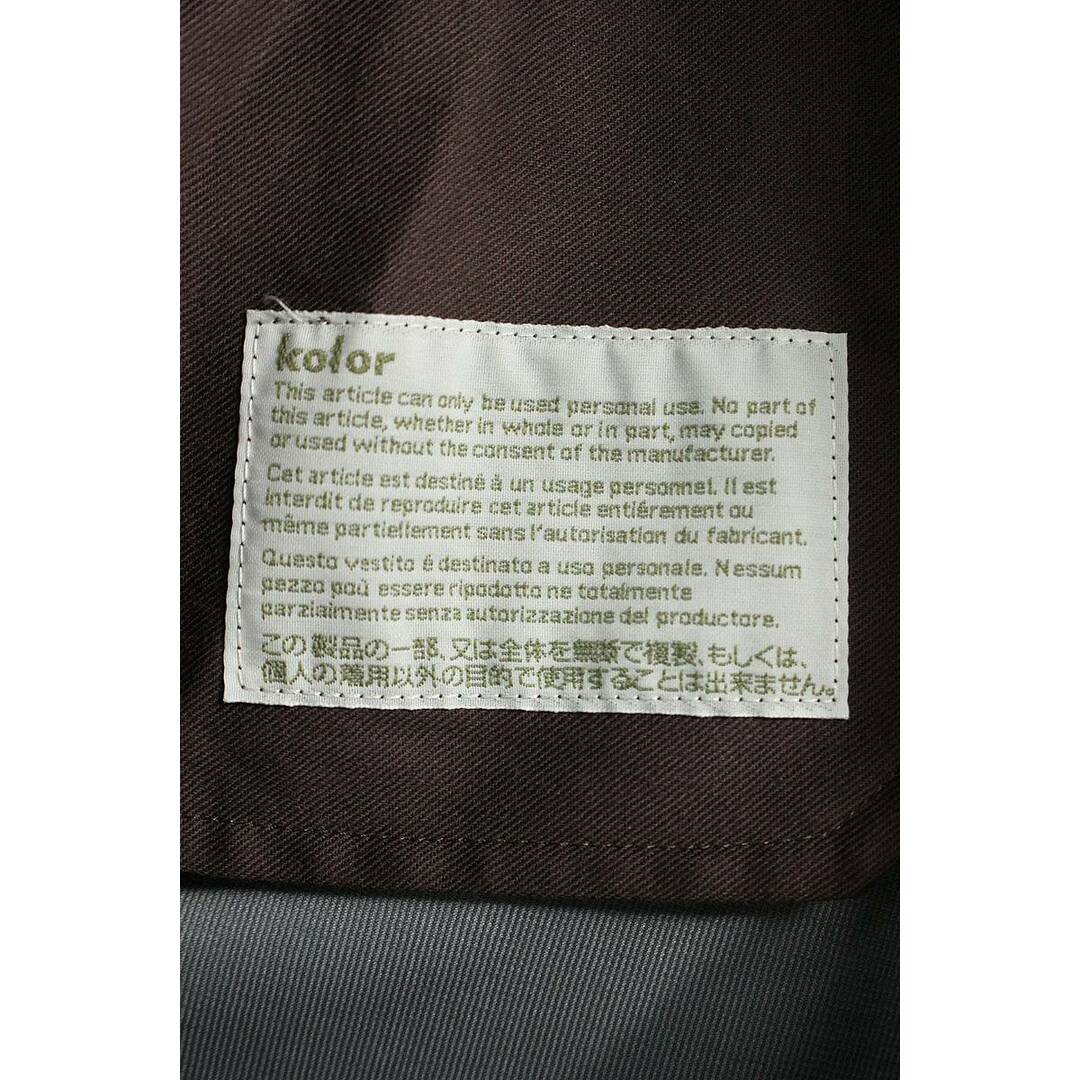 kolor
This article can only be used personal use. No part of
this article, whether in whole or in part, may copied
or used without the consent of the manufacturer.
Cet article est destiné à un usage personnel. Il est
interdit de reproduire cet article entiérement ou
même partiellement sans l'autorisation du fabricant.
Questo vestito é destinato a uso personale. Nessum
pezzo può essere ripodotto ne totalmente
parzialmente senza autorizzazione del productore.
この製品の一部、又は全体を無断で複製、もしくは、
個人の着用以外の目的で使用することは出来ません。